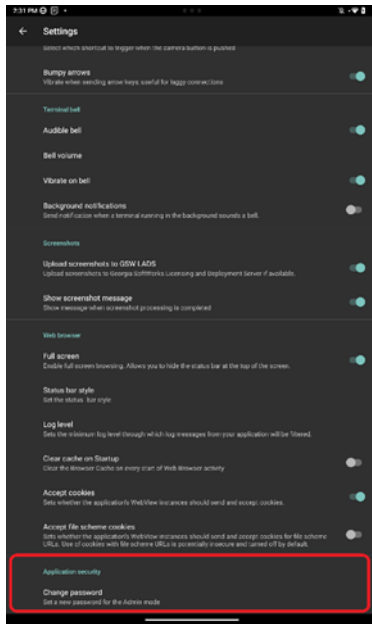 2:31 PM
Settings
Select which shortcut to trigger when the camera button is pushed
Bumpy arrows
Vibrate when sending arrow keys, useful for laggy connections
Terminal bell
Audible bell
Bell volume
Vibrate on bell
Background notifications
Send notification when a terminal running in the background sounds a bell.
Screenshots
Upload screenshots to GSW LADS
Upload screenshots to Georgia SoftWorks Licensing and Deployment Server if available.
Show screenshot message
Show message when screenshot processing is completed
Web browser
Full screen
Enable full screen browsing. Allows you to hide the status bar at the top of the screen.
Status bar style
Set the status bar style
Log level
Sets the minimum log level through which log messages from your application will be filtered.
Clear cache on Startup
Clear the Browser Cache on every start of Web Browser activity
Accept cookies
Sets whether the application's WebView instances should send and accept cookies.
Accept file scheme cookies
Sets whether the application's WebView instances should send and accept cookies for file scheme
URLs. Use of cookies with file scheme URLs is potentially insecure and turned off by default.
Application security
Change password
Set a new password for the Admin mode